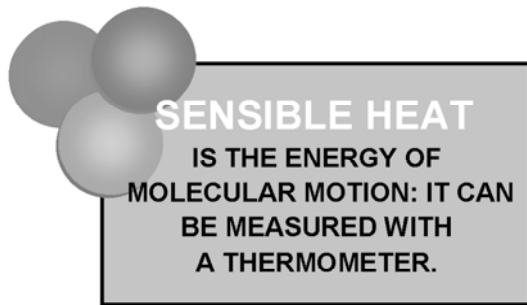 SENSIBLE HEAT
IS THE ENERGY OF
MOLECULAR MOTION: IT CAN
BE MEASURED WITH
A THERMOMETER.